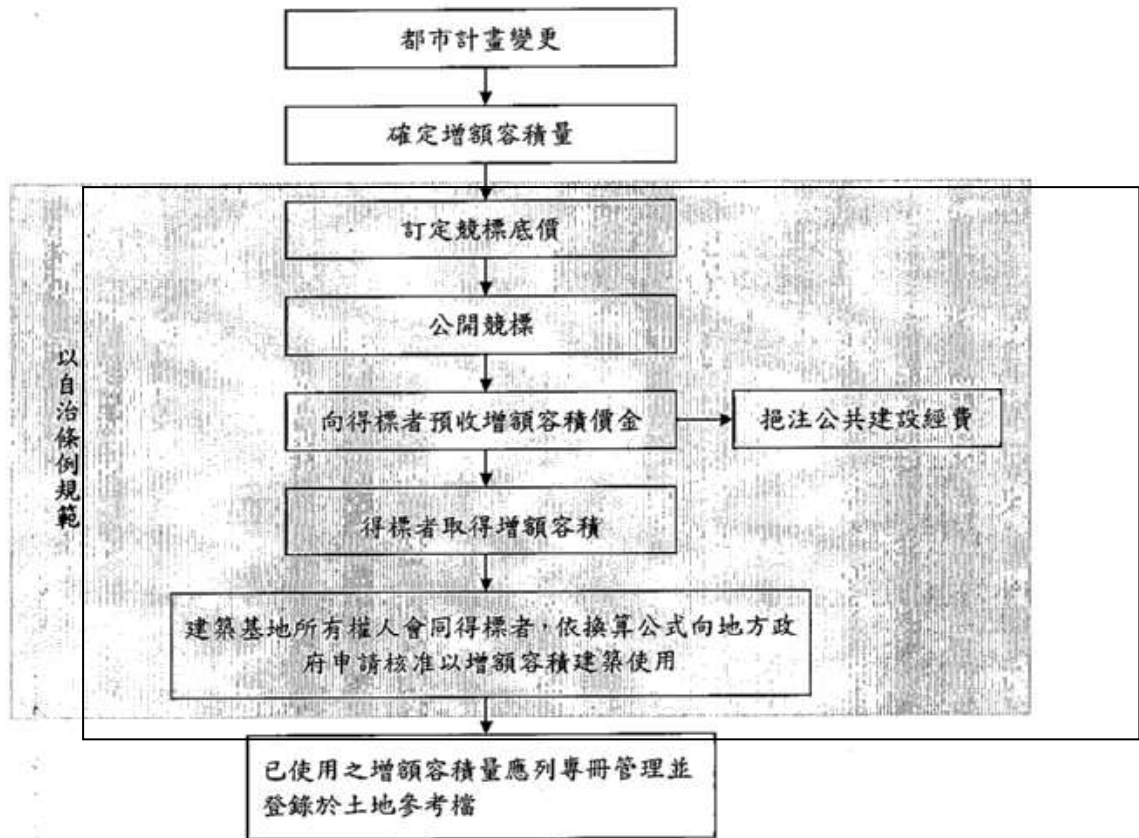 都市計畫變更
確定增額容積量
訂定競標底價
公開競標
以自治條例規範
向得標者預收增額容積價金
挹注公共建設經費
得標者取得增額容積
建築基地所有權人會同得標者，依換算公式向地方政
府申請核准以增額容積建築使用
已使用之增額容積量應列專冊管理並
登錄於土地參考檔